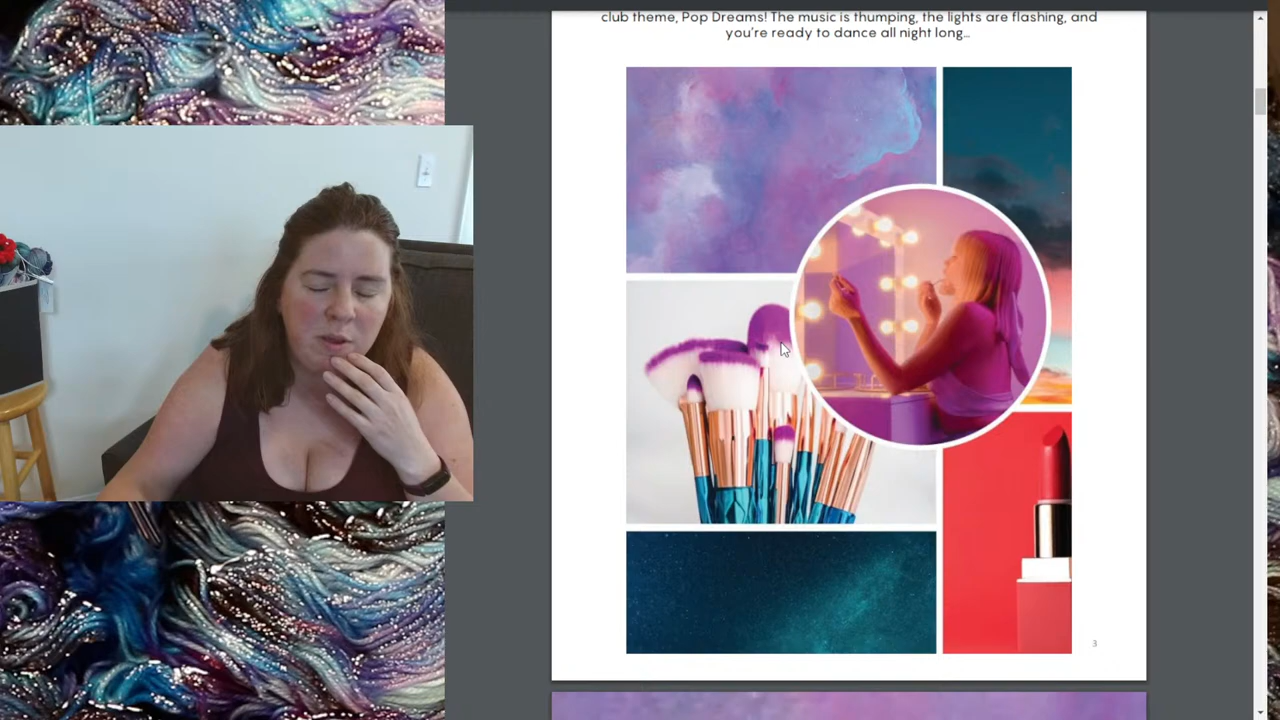 club theme, Pop Dreams! The music is thumping, the lights are flashing, and
you're ready to dance all night long...
3